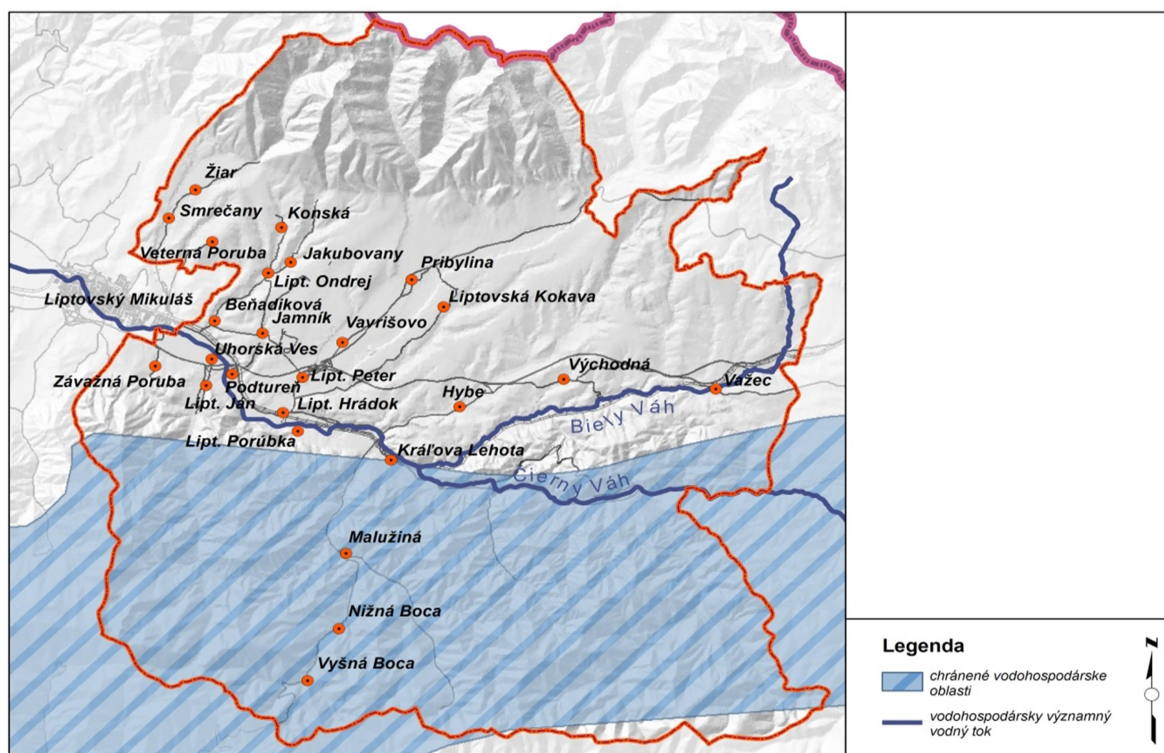 Žiar
Smrečany
Konská
Veterná Poruba
Jakubovany
Lipt. Ondrej
Pribylina
Liptovský Mikuláš
Beňadiková
Liptovská Kokava
Jamník
Vavrišovo
Uhorská Ves
Závažná Poruba
Podtureň
Lipt. Peter
Východná
Važec
Lipt. Ján
Lipt. Hrádok
Hybe
Biely Váh
Lipt. Porúbka
Kráľova Lehota
Čierny Váh
Malužiná
Nižná Boca
Vyšná Boca
Legenda
chránené vodohospodárske
oblasti
vodohospodársky významný
vodný tok
N